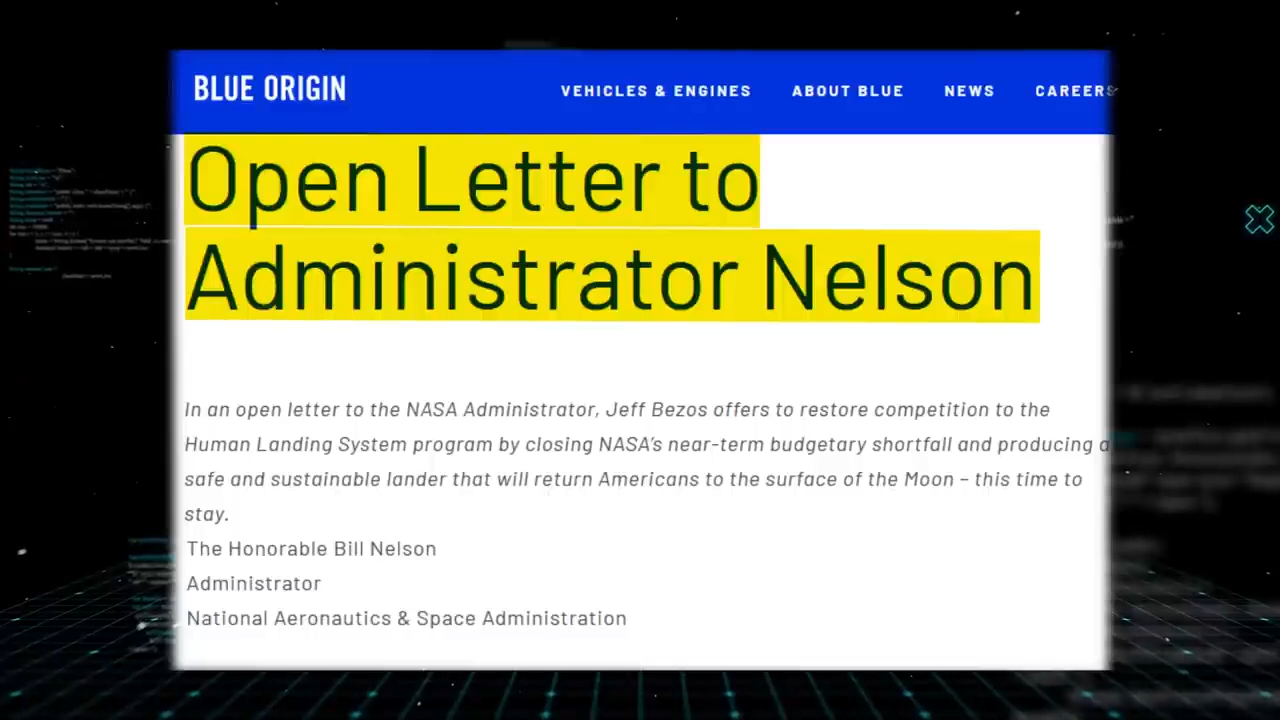 BLUE ORIGIN
VEHICLES & ENGINES ABOUT BLUE NEWS CAREERS
Open Letter to
Administrator Nelson
In an open letter to the NASA Administrator, Jeff Bezos offers to restore competition to the
Human Landing System program by closing NASA's near-term budgetary shortfall and producing a
safe and sustainable lander that will return Americans to the surface of the Moon – this time to
stay.
The Honorable Bill Nelson
Administrator
National Aeronautics & Space Administration